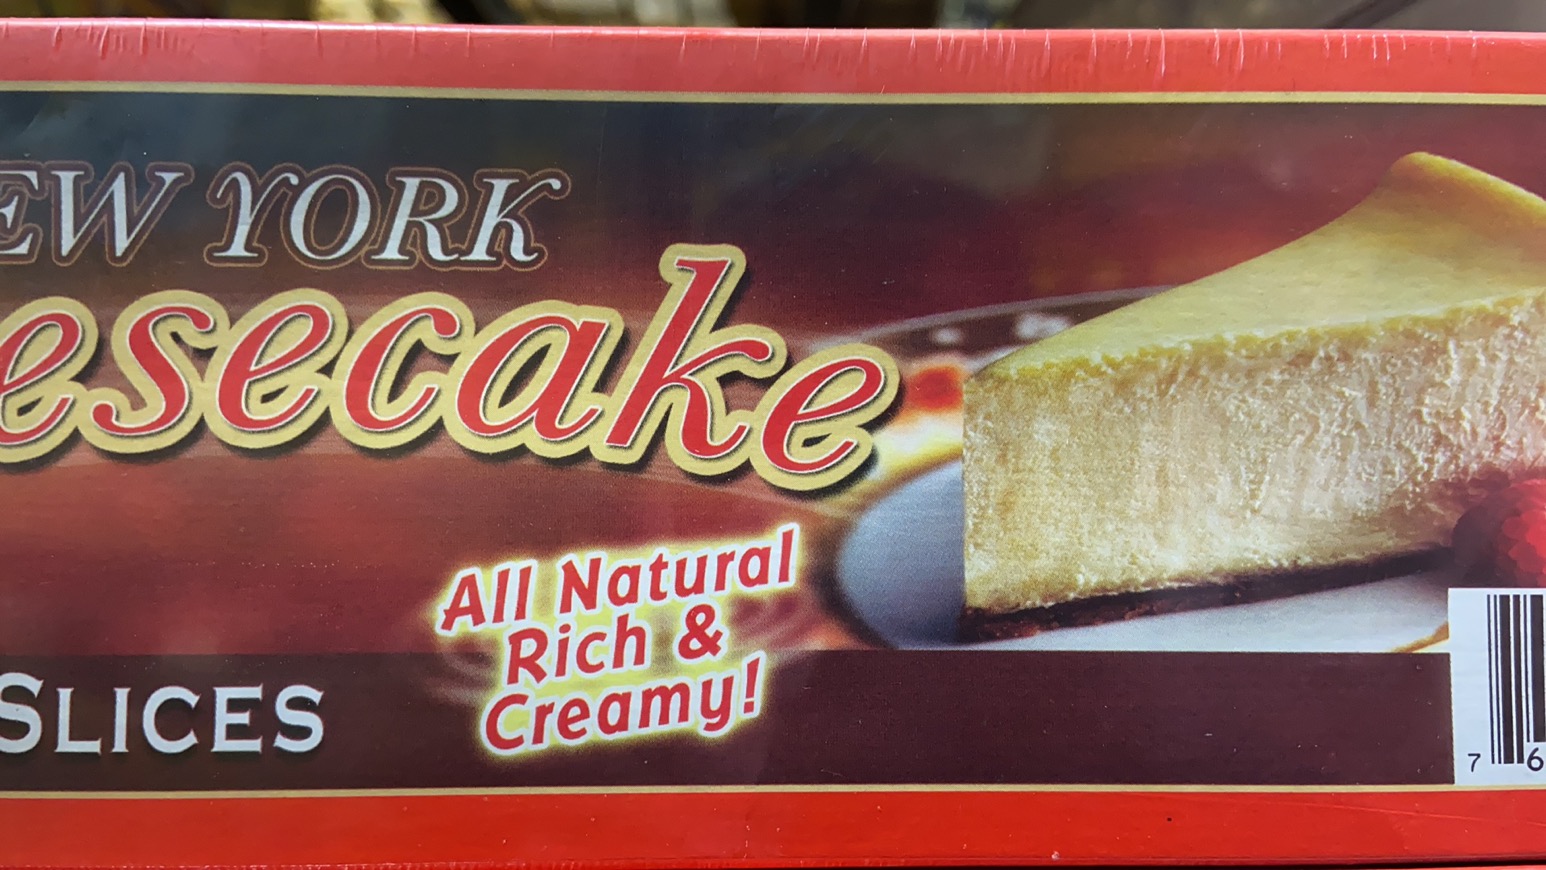 EW YORK
esecake
All Natural
Rich &
Creamy!
SLICES
7 6